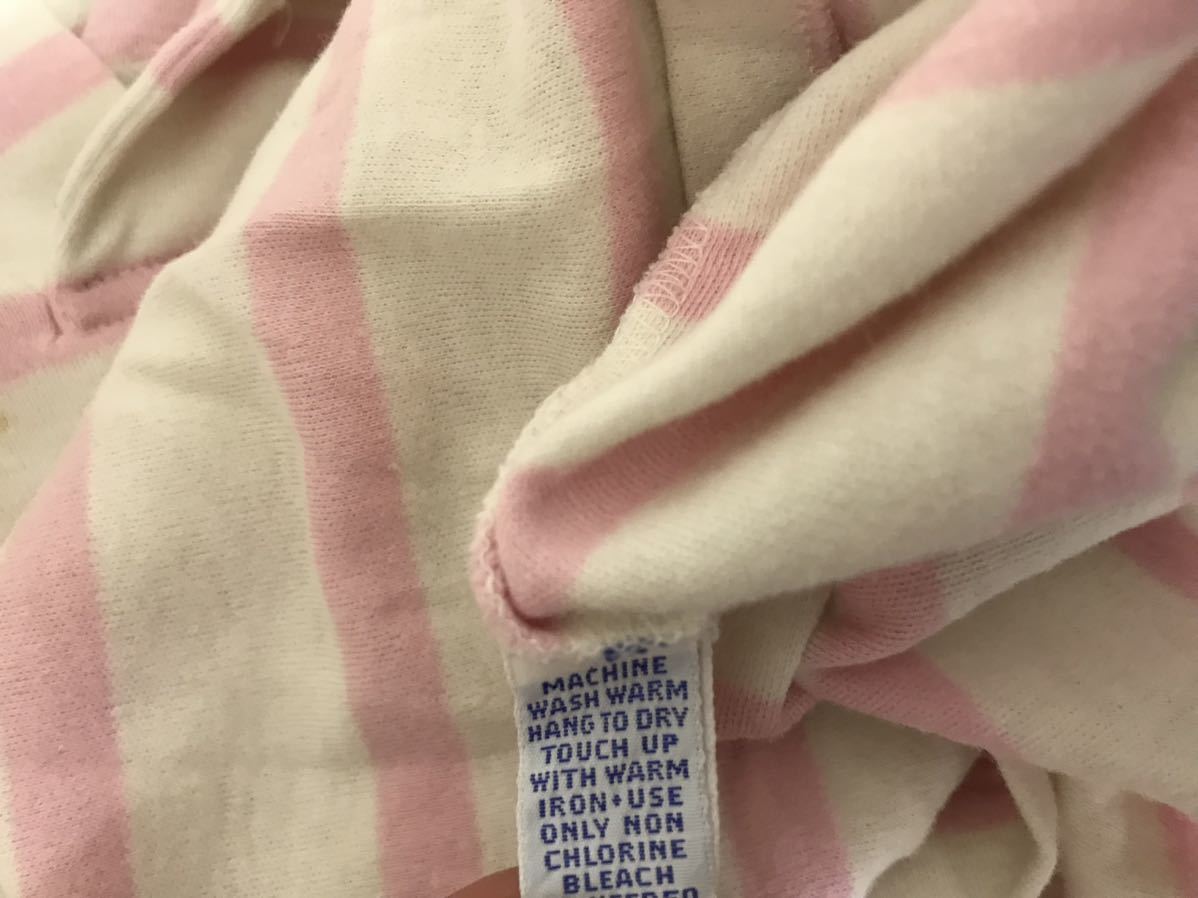 MACHINE
WASH WARM
HANG TO DRY
TOUCH UP
WITH WARM
IRON•USE
ONLY NON
CHLORINE
BLEACH